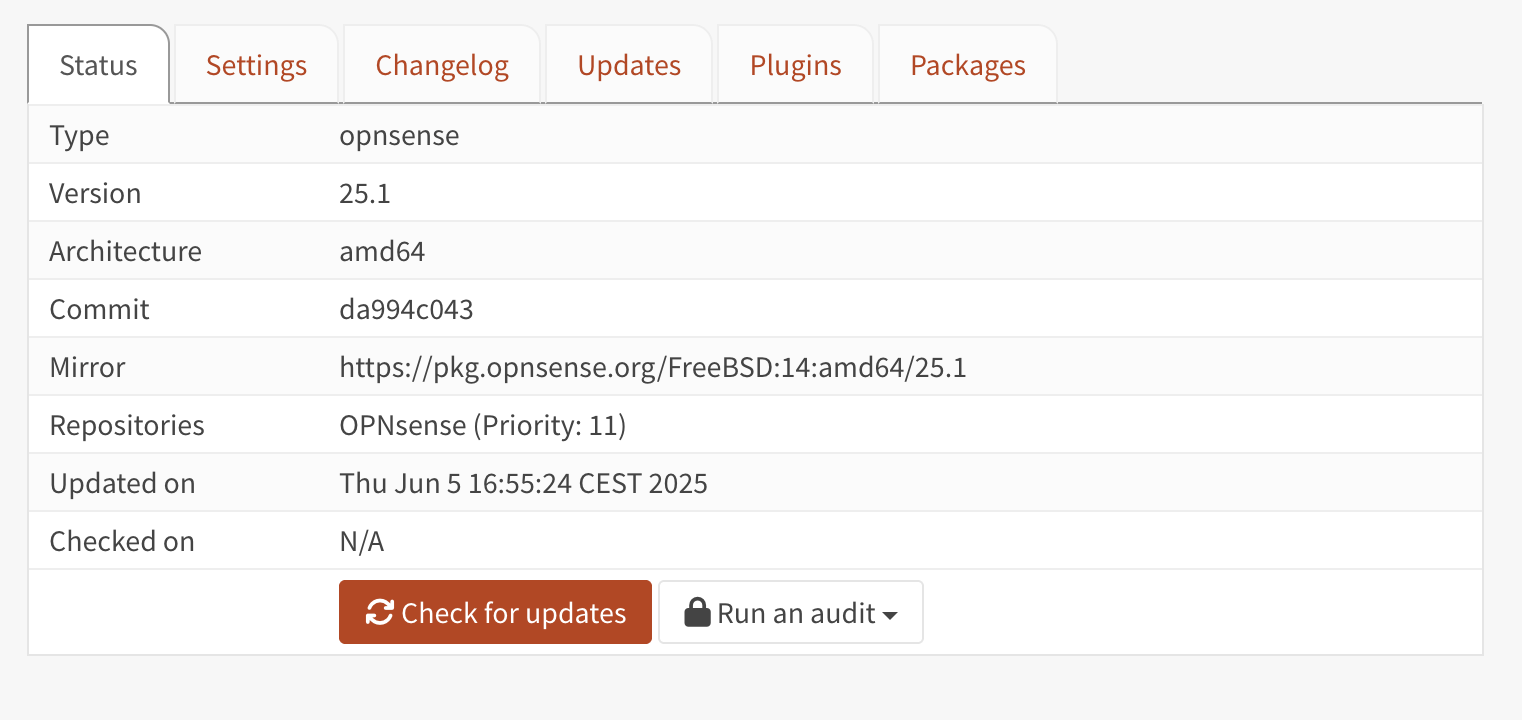 Status Settings Changelog Updates Plugins Packages
Type opnsense
Version 25.1
Architecture amd64
Commit da994c043
Mirror https://pkg.opnsense.org/FreeBSD:14:amd64/25.1
Repositories OPNsense (Priority: 11)
Updated on Thu Jun 5 16:55:24 CEST 2025
Checked on N/A
Check for updates Run an audit